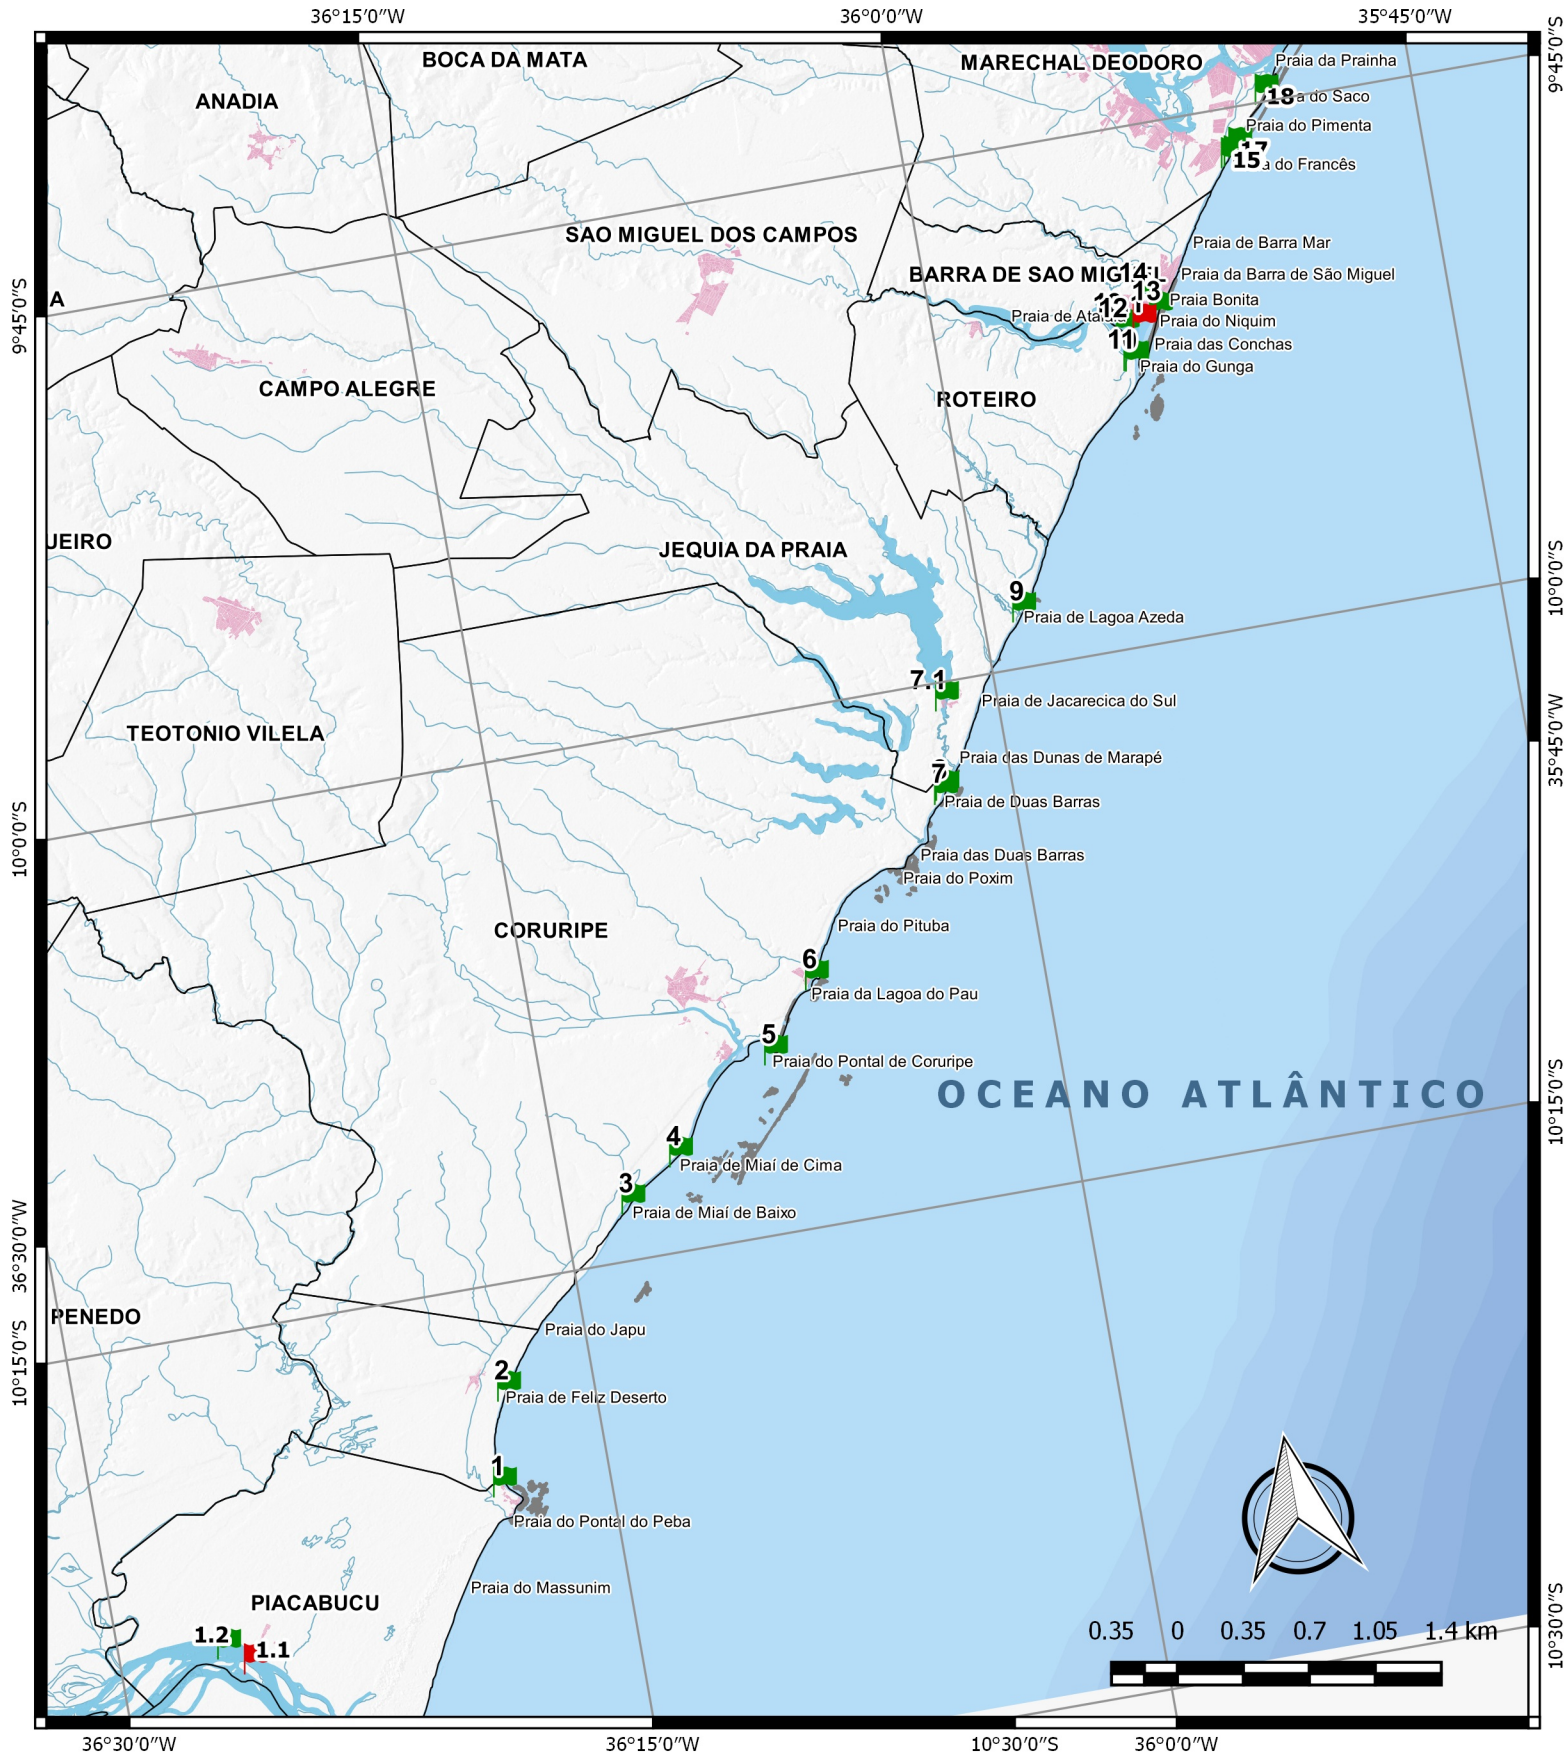 36°15'0"W
36°0'0"W
35°45'0"W
9°45'0"S
BOCA DA MATA
MARECHAL DEODORO
Praia da Prainha
ANADIA
18
a do Saco
Praia do Pimenta
17
15
a do Francês
SAO MIGUEL DOS CAMPOS
Praia de Barra Mar
BARRA DE SAO MIG
14
L
Praia da Barra de São Miguel
A
13
Praia Bonita
9°45'0"S
Praia de Atal
12
Praia do Niquim
11
Praia das Conchas
Praia do Gunga
CAMPO ALEGRE
ROTEIRO
UEIRO
JEQUIA DA PRAIA
10°0'0"S
9
Praia de Lagoa Azeda
7.1
Praia de Jacarecica do Sul
TEOTONIO VILELA
35°45'0"W
Praia das Dunas de Marapé
7
Praia de Duas Barras
10°0'0"S
Praia das Duas Barras
Praia do Poxim
CORURIPE
Praia do Pituba
6
Praia da Lagoa do Pau
5
Praia do Pontal de Coruripe
OCEANO ATLÂNTICO
10°15'0"S
4
Praia de Miaí de Cima
3
Praia de Miaí de Baixo
36°30'0"W
PENEDO
Praia do Japu
10°15'0"S
2
Praia de Feliz Deserto
1
Praia do Pontal do Peba
Praia do Massunim
PIACABUCU
1.2
1.1
0.35 0 0.35 0.7 1.05 1.4 km
10°30'0"S
36°30'0"W
36°15'0"W
10°30'0"S
36°0'0"W